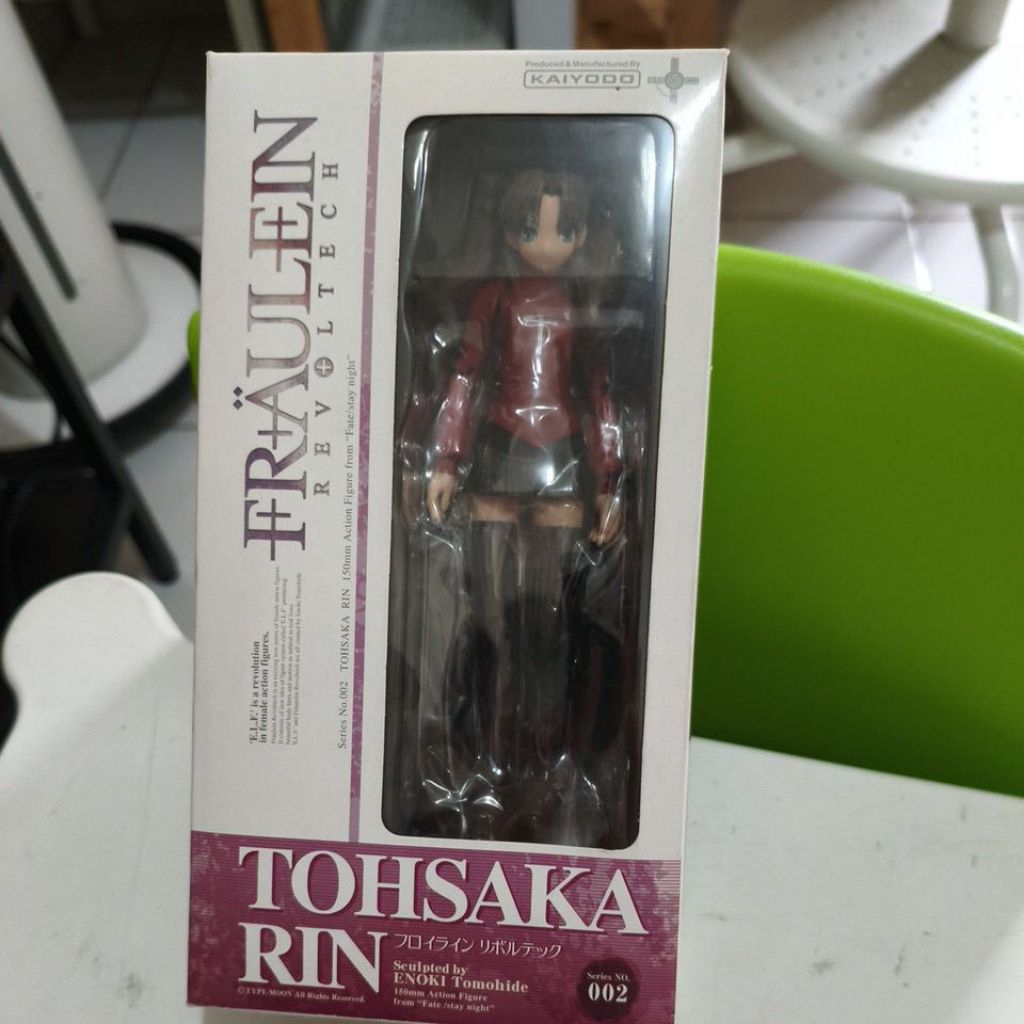 Produced & Manufactured By
KAIYODO
FRÄULEIN
REVOLTECH
'E.L.F.' is a revolution
in female action figures.
Series No.002 TOHSAKA RIN 150mm Action Figure from "Fate/stay night"
TOHSAKA
RIN
フロイライン リボルテック
Sculpted by
ENOKI Tomohide
150mm Action Figure
from "Fate/stay night"
Series NO.
002
©TYPE-MOON All Rights Reserved.